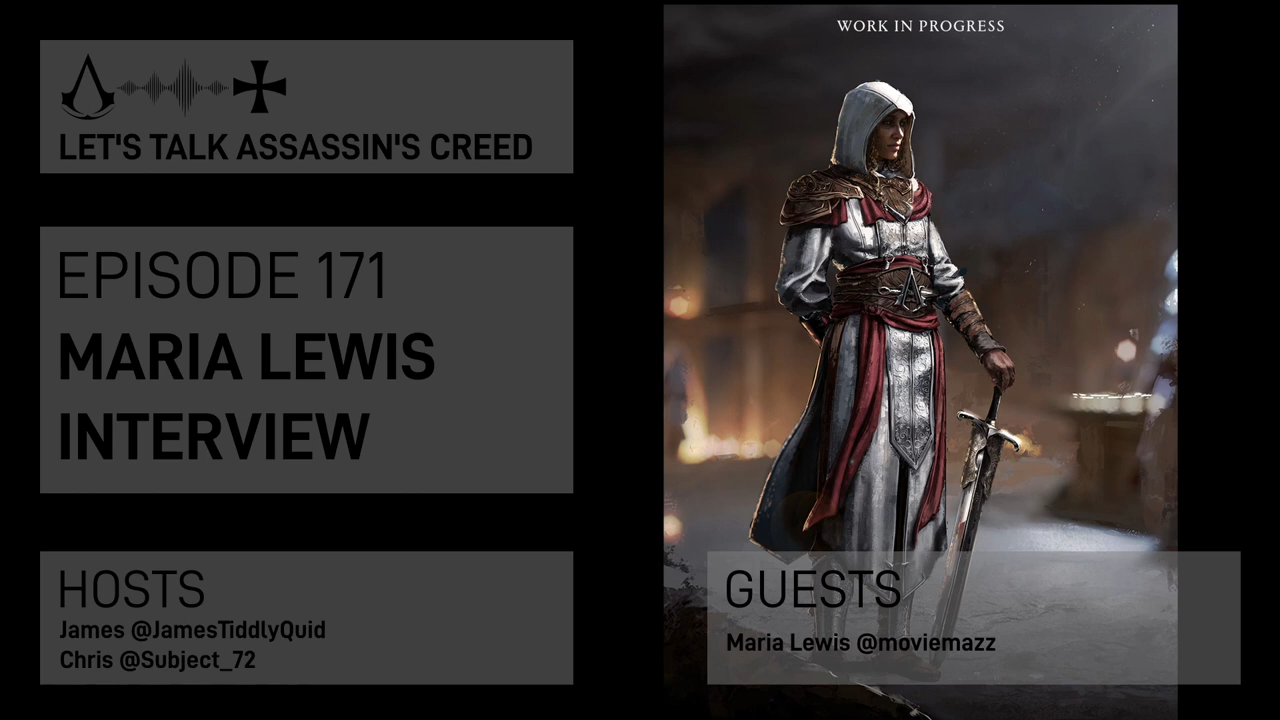 LET'S TALK ASSASSIN'S CREED
EPISODE 171
MARIA LEWIS
INTERVIEW
HOSTS
James @JamesTiddlyQuid
Chris @Subject_72
WORK IN PROGRESS
GUESTS
Maria Lewis @moviemazz